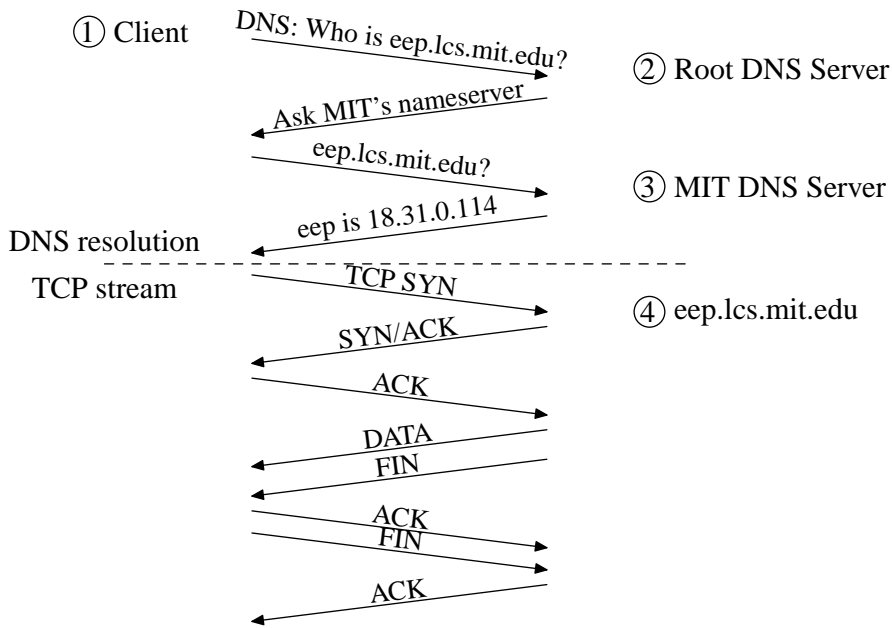 ① Client
DNS: Who is eep.lcs.mit.edu?
② Root DNS Server
Ask MIT's nameserver
eep.lcs.mit.edu?
③ MIT DNS Server
eep is 18.31.0.114
DNS resolution
TCP stream
TCP SYN
④ eep.lcs.mit.edu
SYN/ACK
ACK
DATA
FIN
ACK
FIN
ACK